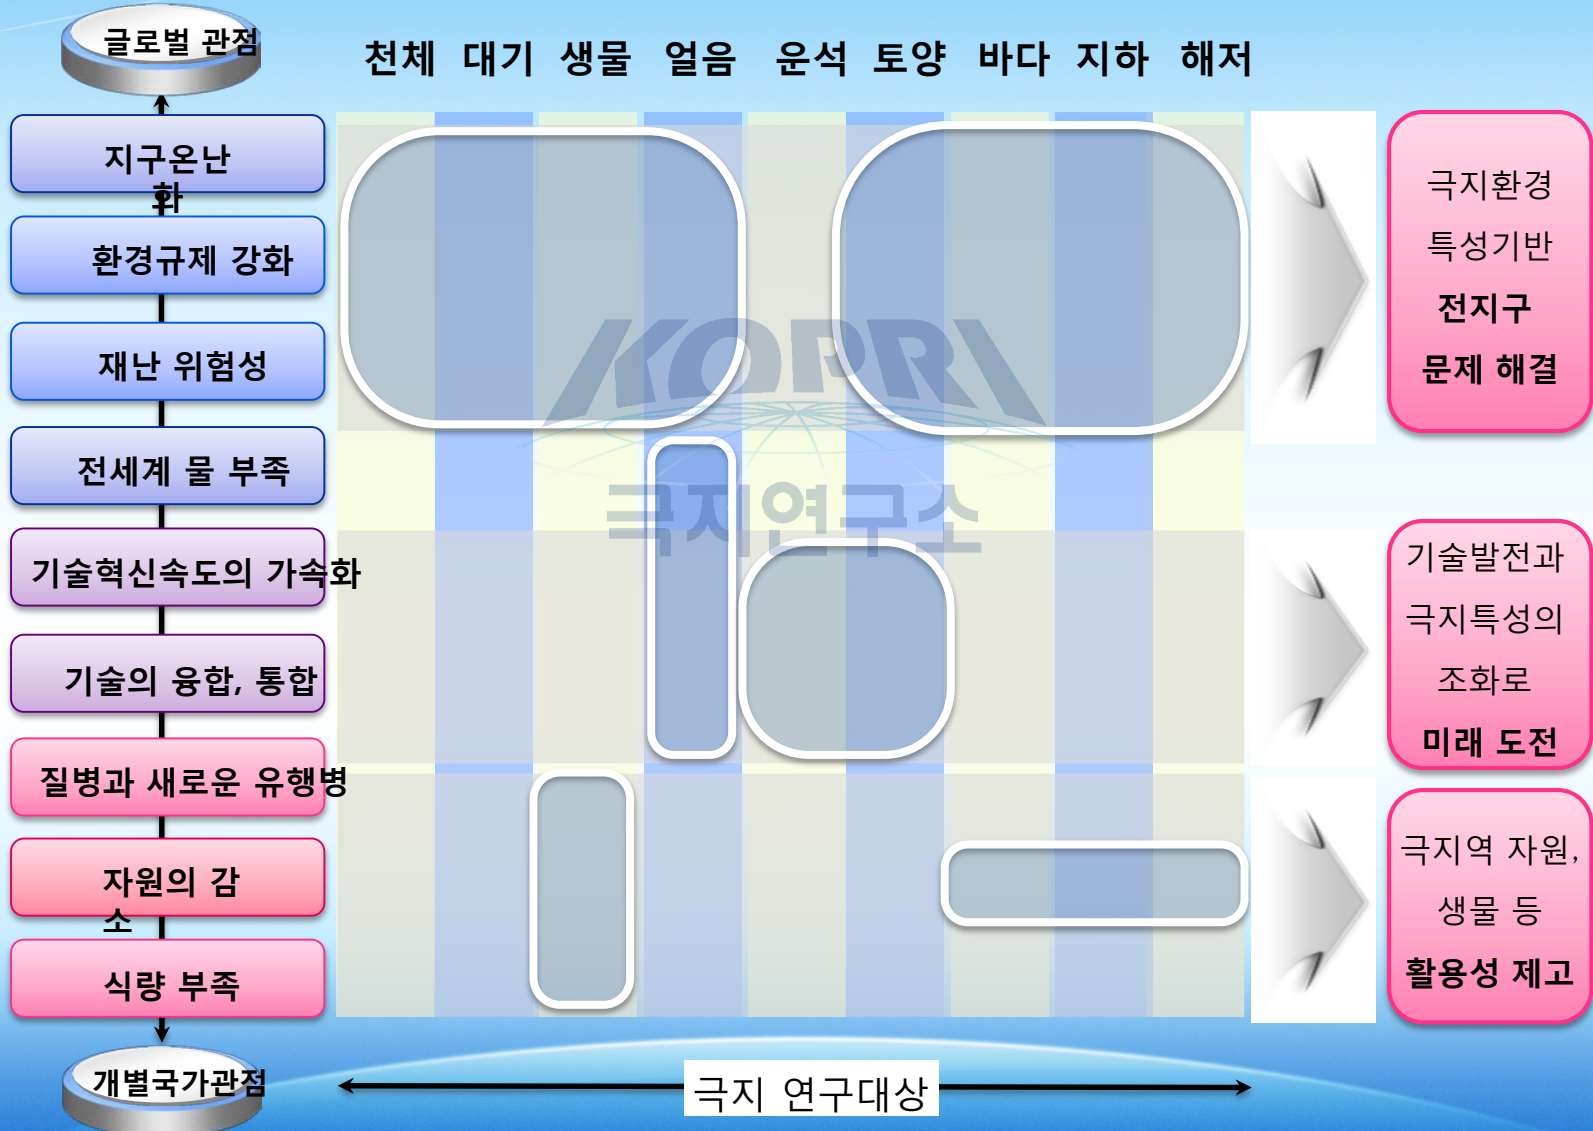 글로벌 관점
천체 대기 생물 얼음 운석 토양 바다 지하 해저
지구온난
화
환경규제 강화
재난 위험성
전세계 물 부족
기술혁신속도의 가속화
기술의 융합, 통합
질병과 새로운 유행병
자원의 감
소
식량 부족
개별국가관점
KOPRI
극지연구소
극지환경
특성기반
전지구
문제 해결
기술발전과
극지특성의
조화로
미래 도전
극지역 자원,
생물 등
활용성 제고
극지 연구대상